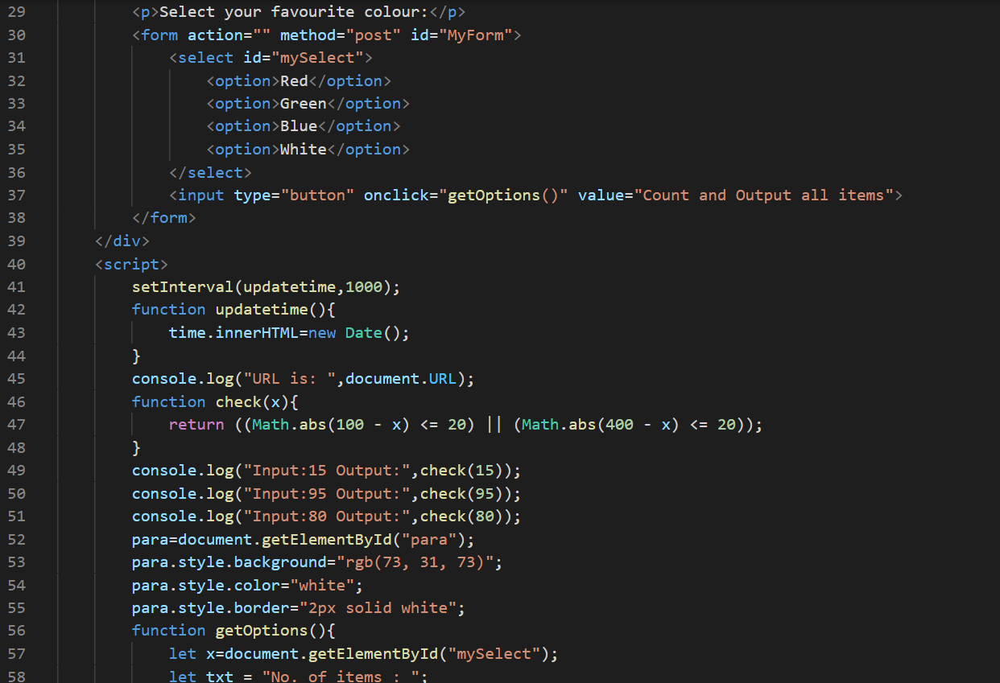 29 <p>Select your favourite colour:</p>
30 <form action="" method="post" id="MyForm">
31 <select id="mySelect">
32 <option>Red</option>
33 <option>Green</option>
34 <option>Blue</option>
35 <option>White</option>
36 </select>
37 <input type="button" onclick="getOptions()" value="Count and Output all items">
38 </form>
39 </div>
40 <script>
41 setInterval(updatetime,1000);
42 function updatetime(){
43 time.innerHTML=new Date();
44 }
45 console.log("URL is: ",document.URL);
46 function check(x){
47 return ((Math.abs(100 - x) <= 20) || (Math.abs(400 - x) <= 20));
48 }
49 console.log("Input:15 Output:",check(15));
50 console.log("Input:95 Output:",check(95));
51 console.log("Input:80 Output:",check(80));
52 para=document.getElementById("para");
53 para.style.background="rgb(73, 31, 73)";
54 para.style.color="white";
55 para.style.border="2px solid white";
56 function getOptions(){
57 let x=document.getElementById("mySelect");
58 let txt = "No. of items : ";